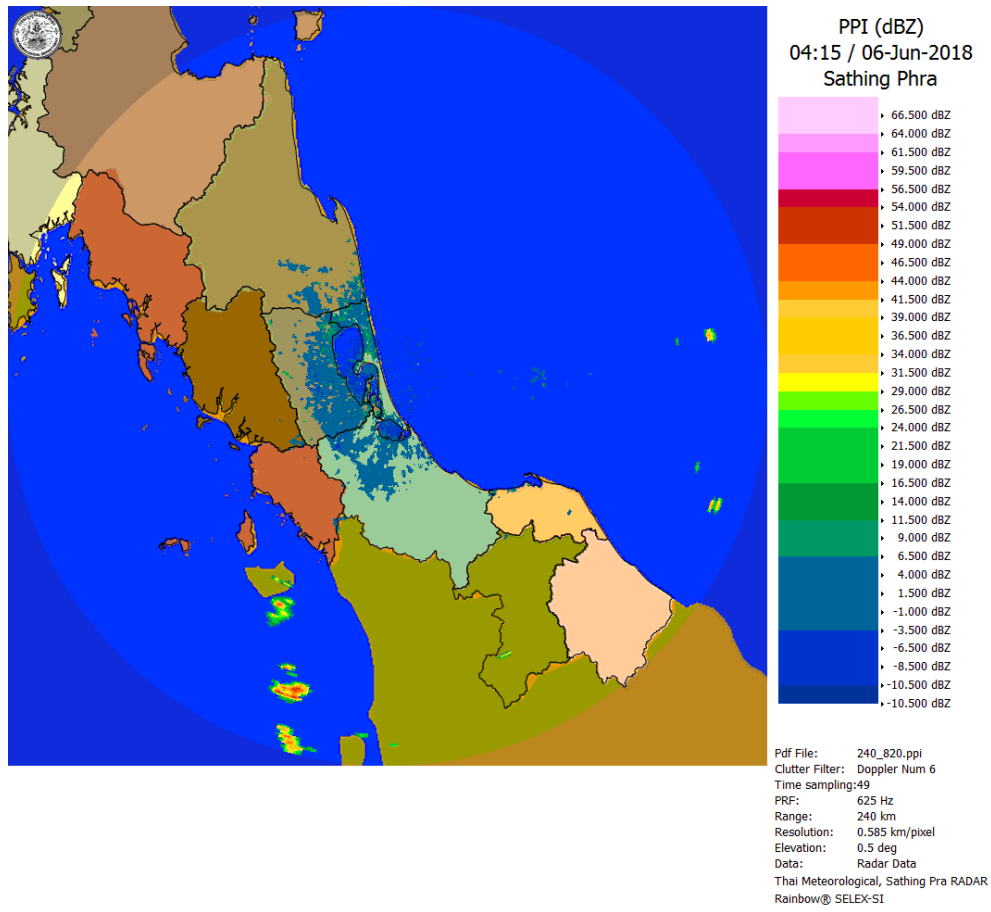 PPI (dBZ)
04:15 / 06-Jun-2018
Sathing Phra
66.500 dBZ
64.000 dBZ
61.500 dBZ
59.500 dBZ
56.500 dBZ
54.000 dBZ
51.500 dBZ
49.000 dBZ
46.500 dBZ
44.000 dBZ
41.500 dBZ
39.000 dBZ
36.500 dBZ
34.000 dBZ
31.500 dBZ
29.000 dBZ
26.500 dBZ
24.000 dBZ
21.500 dBZ
19.000 dBZ
16.500 dBZ
14.000 dBZ
11.500 dBZ
9.000 dBZ
6.500 dBZ
4.000 dBZ
1.500 dBZ
-1.000 dBZ
-3.500 dBZ
-6.500 dBZ
-8.500 dBZ
-10.500 dBZ
-10.500 dBZ
Pdf File: 240_820.ppi
Clutter Filter: Doppler Num 6
Time sampling:49
PRF: 625 Hz
Range: 240 km
Resolution: 0.585 km/pixel
Elevation: 0.5 deg
Data: Radar Data
Thai Meteorological, Sathing Pra RADAR
Rainbow® SELEX-SI